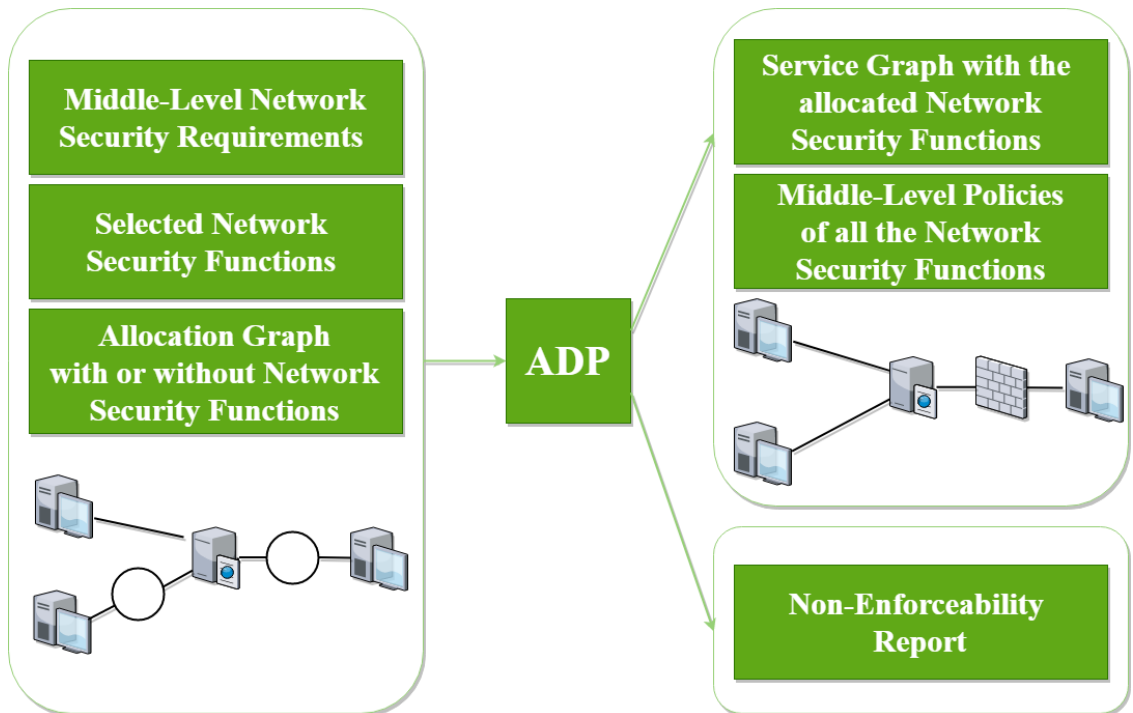 Middle-Level Network
Security Requirements
Selected Network
Security Functions
Allocation Graph
with or without Network
Security Functions
ADP
Service Graph with the
allocated Network
Security Functions
Middle-Level Policies
of all the Network
Security Functions
Non-Enforceability
Report